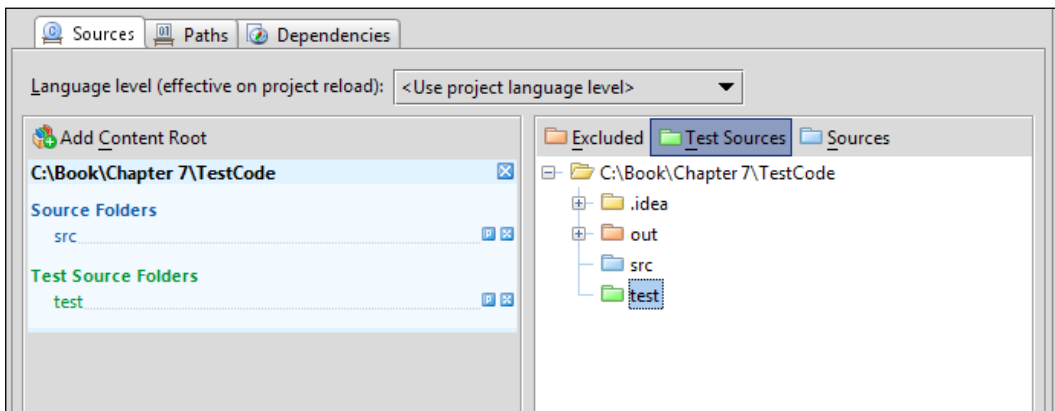 Sources Paths Dependencies
Language level (effective on project reload): <Use project language level>
Add Content Root
C:\Book\Chapter 7\TestCode
Source Folders
src
Test Source Folders
test
Excluded Test Sources Sources
C:\Book\Chapter 7\TestCode
.idea
out
src
test